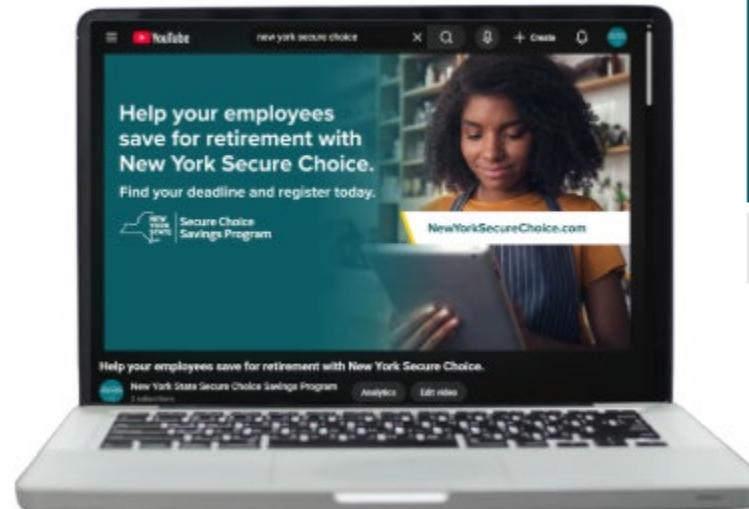 YouTube
new york secure choice
Create
Help your employees
save for retirement with
New York Secure Choice.
Find your deadline and register today.
NEW YORK STATE
Secure Choice
Savings Program
NewYorkSecureChoice.com
Help your employees save for retirement with New York Secure Choice.
New York State Secure Choice Savings Program
Analytics
Edit video